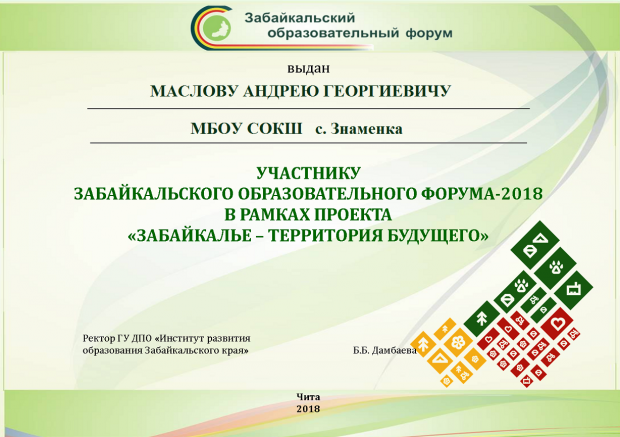 Забайкальский
образовательный форум
выдан
МАСЛОВУ АНДРЕЮ ГЕОРГИЕВИЧУ
МБОУ СОКШ с. Знаменка
УЧАСТНИКУ
ЗАБАЙКАЛЬСКОГО ОБРАЗОВАТЕЛЬНОГО ФОРУМА-2018
В РАМКАХ ПРОЕКТА
«ЗАБАЙКАЛЬЕ – ТЕРРИТОРИЯ БУДУЩЕГО»
Ректор ГУ ДПО «Институт развития
образования Забайкальского края»
Б.Б. Дамбаева
Чита
2018